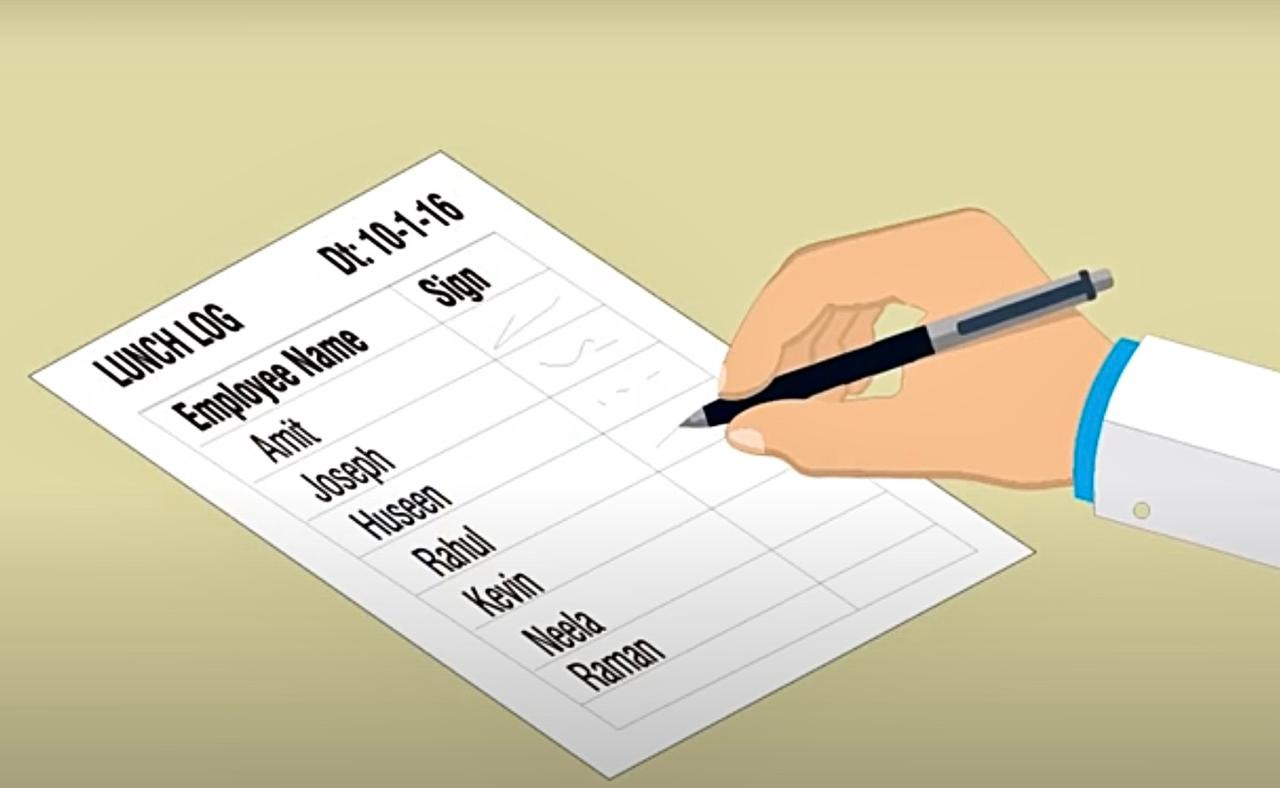 LUNCH LOG Dt: 10-1-16
Employee Name Sign
Amit
Joseph
Huseen
Rahul
Kevin
Neela
Raman